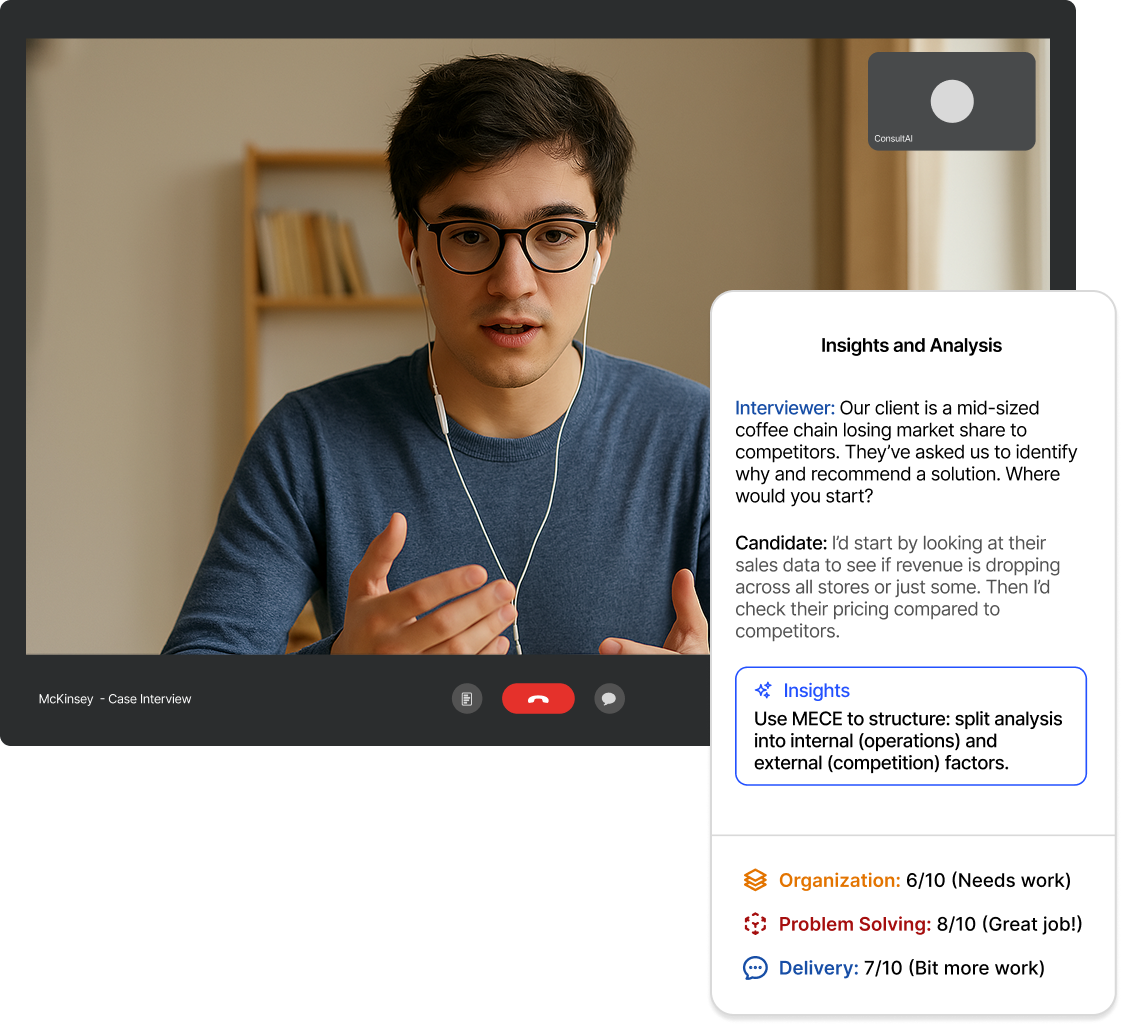 ConsultAI
McKinsey - Case Interview
Insights and Analysis
Interviewer: Our client is a mid-sized
coffee chain losing market share to
competitors. They’ve asked us to identify
why and recommend a solution. Where
would you start?
Candidate: I’d start by looking at their
sales data to see if revenue is dropping
across all stores or just some. Then I’d
check their pricing compared to
competitors.
Insights
Use MECE to structure: split analysis
into internal (operations) and
external (competition) factors.
Organization: 6/10 (Needs work)
Problem Solving: 8/10 (Great job!)
Delivery: 7/10 (Bit more work)